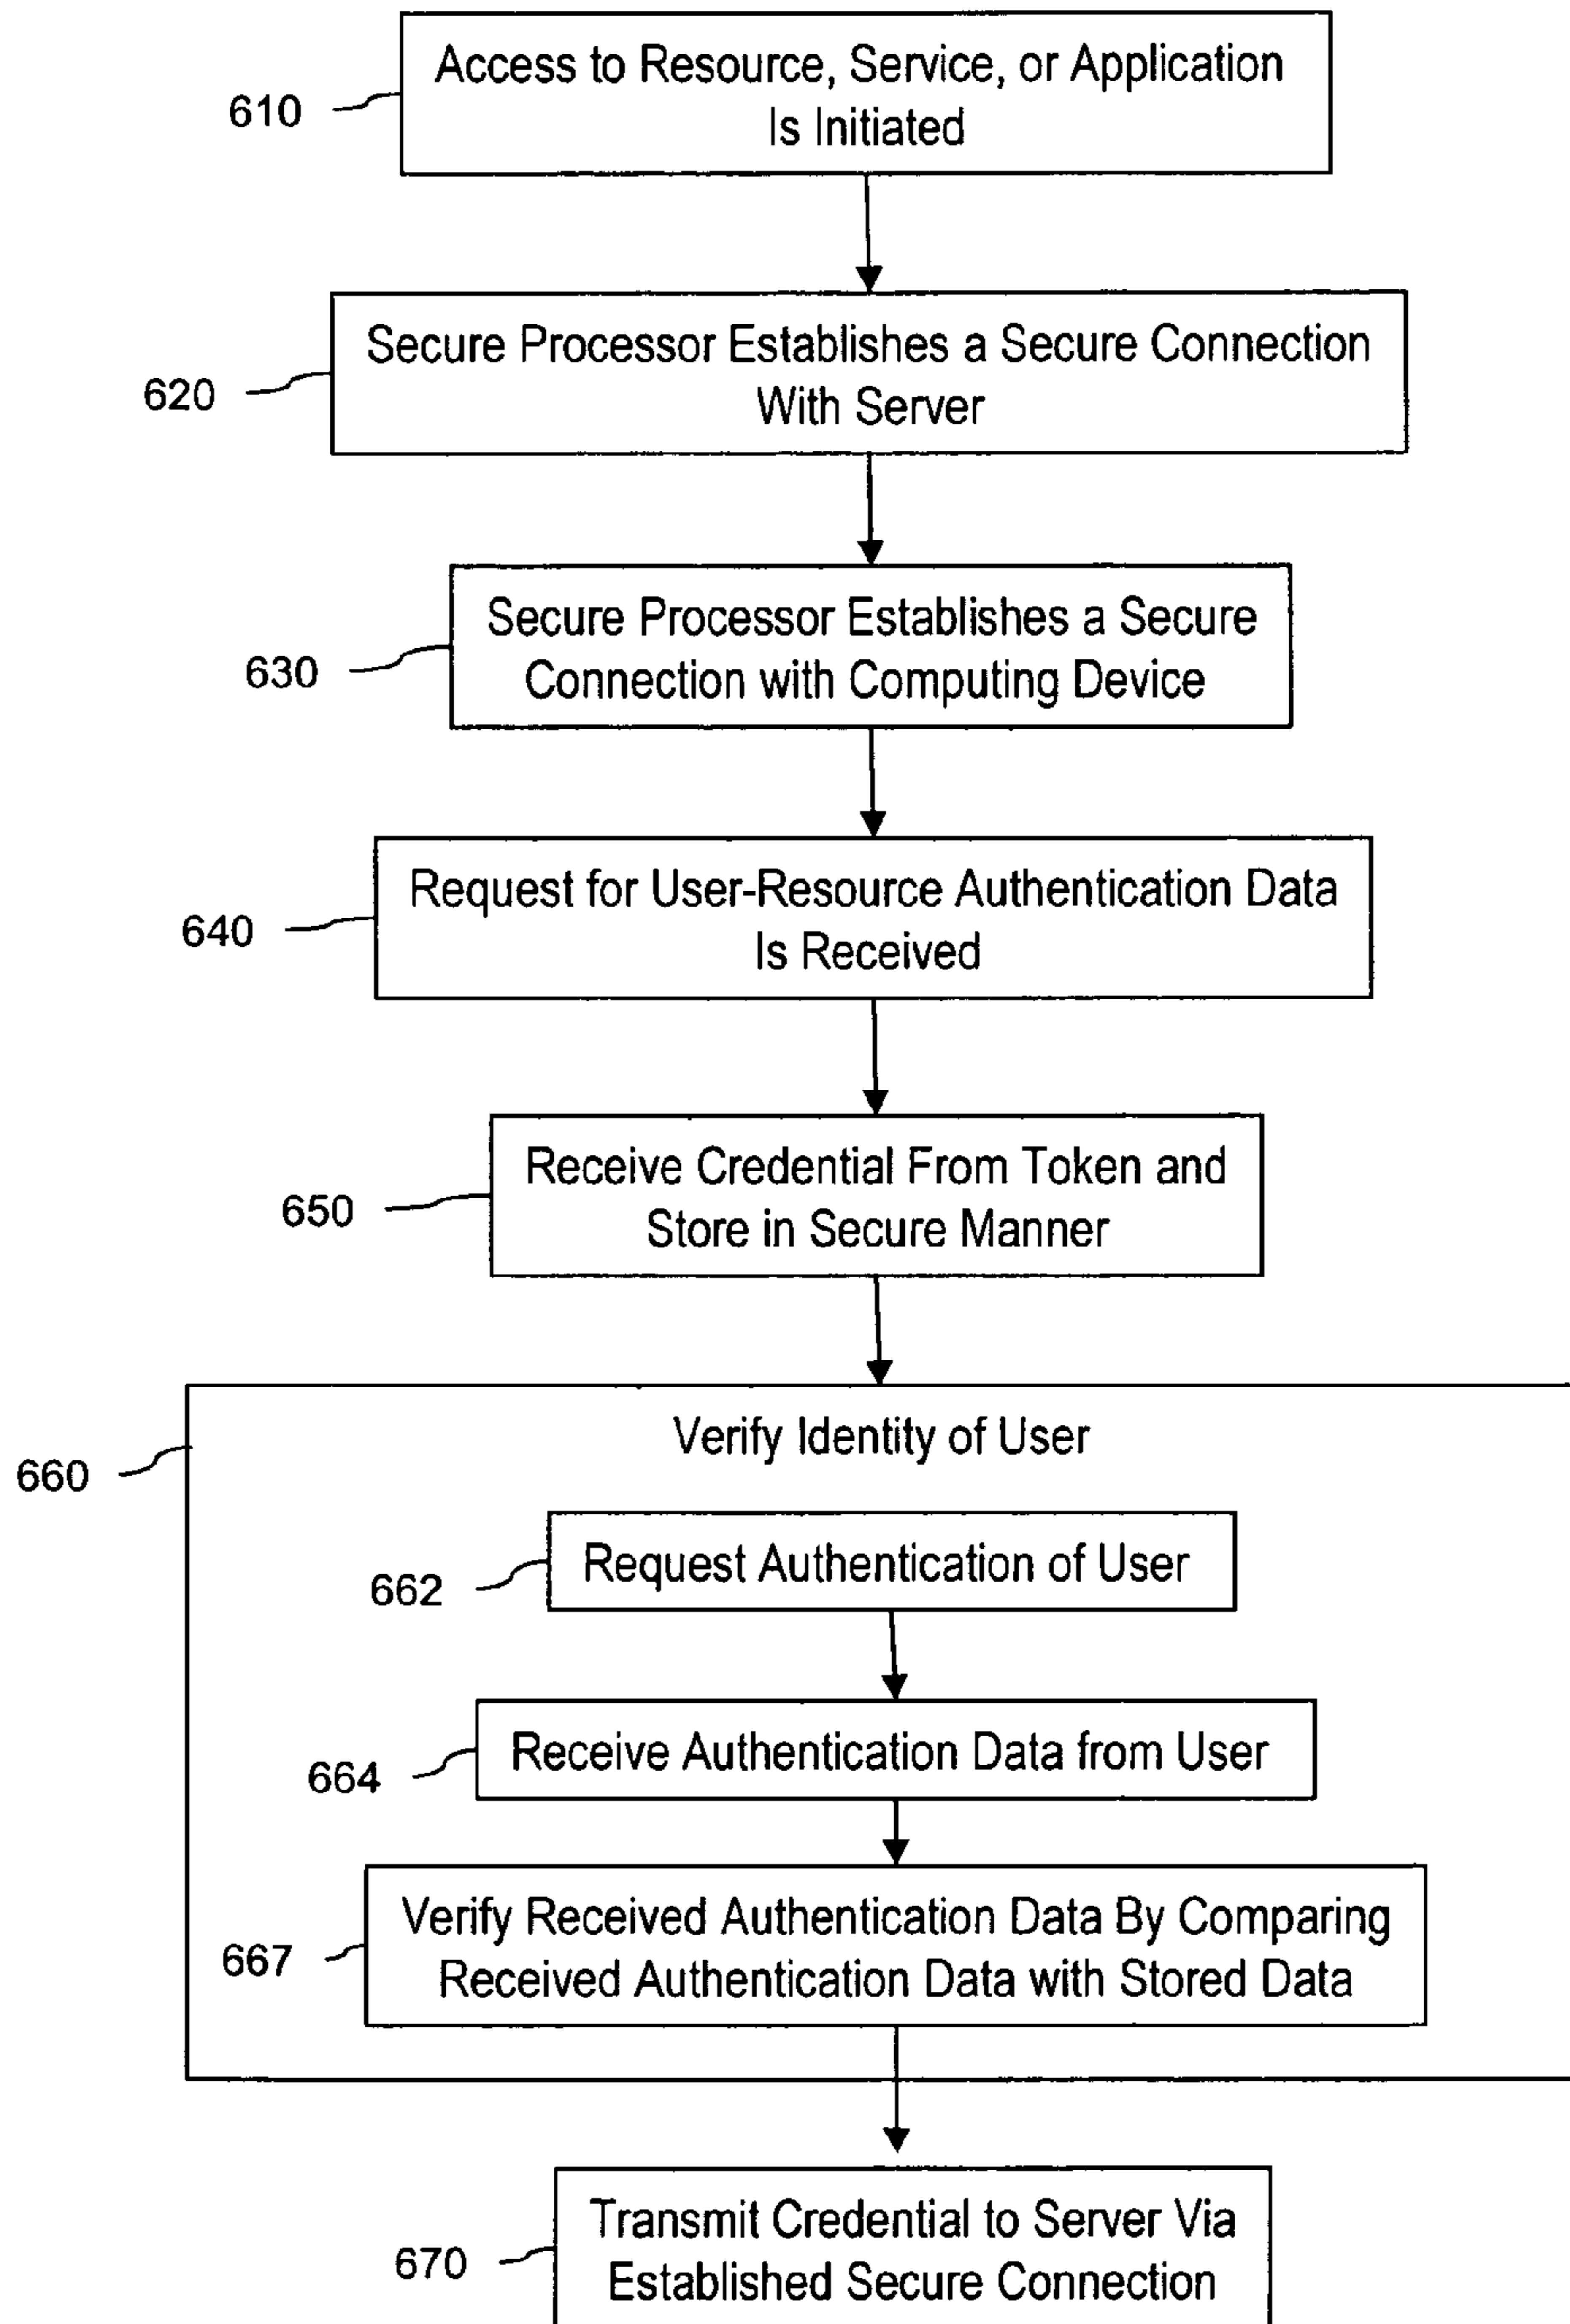 Access to Resource, Service, or Application
Is Initiated
610
Secure Processor Establishes a Secure Connection
With Server
620
Secure Processor Establishes a Secure
Connection with Computing Device
630
Request for User-Resource Authentication Data
Is Received
640
Receive Credential From Token and
Store in Secure Manner
650
Verify Identity of User
660
Request Authentication of User
662
Receive Authentication Data from User
664
Verify Received Authentication Data By Comparing
Received Authentication Data with Stored Data
667
Transmit Credential to Server Via
Established Secure Connection
670